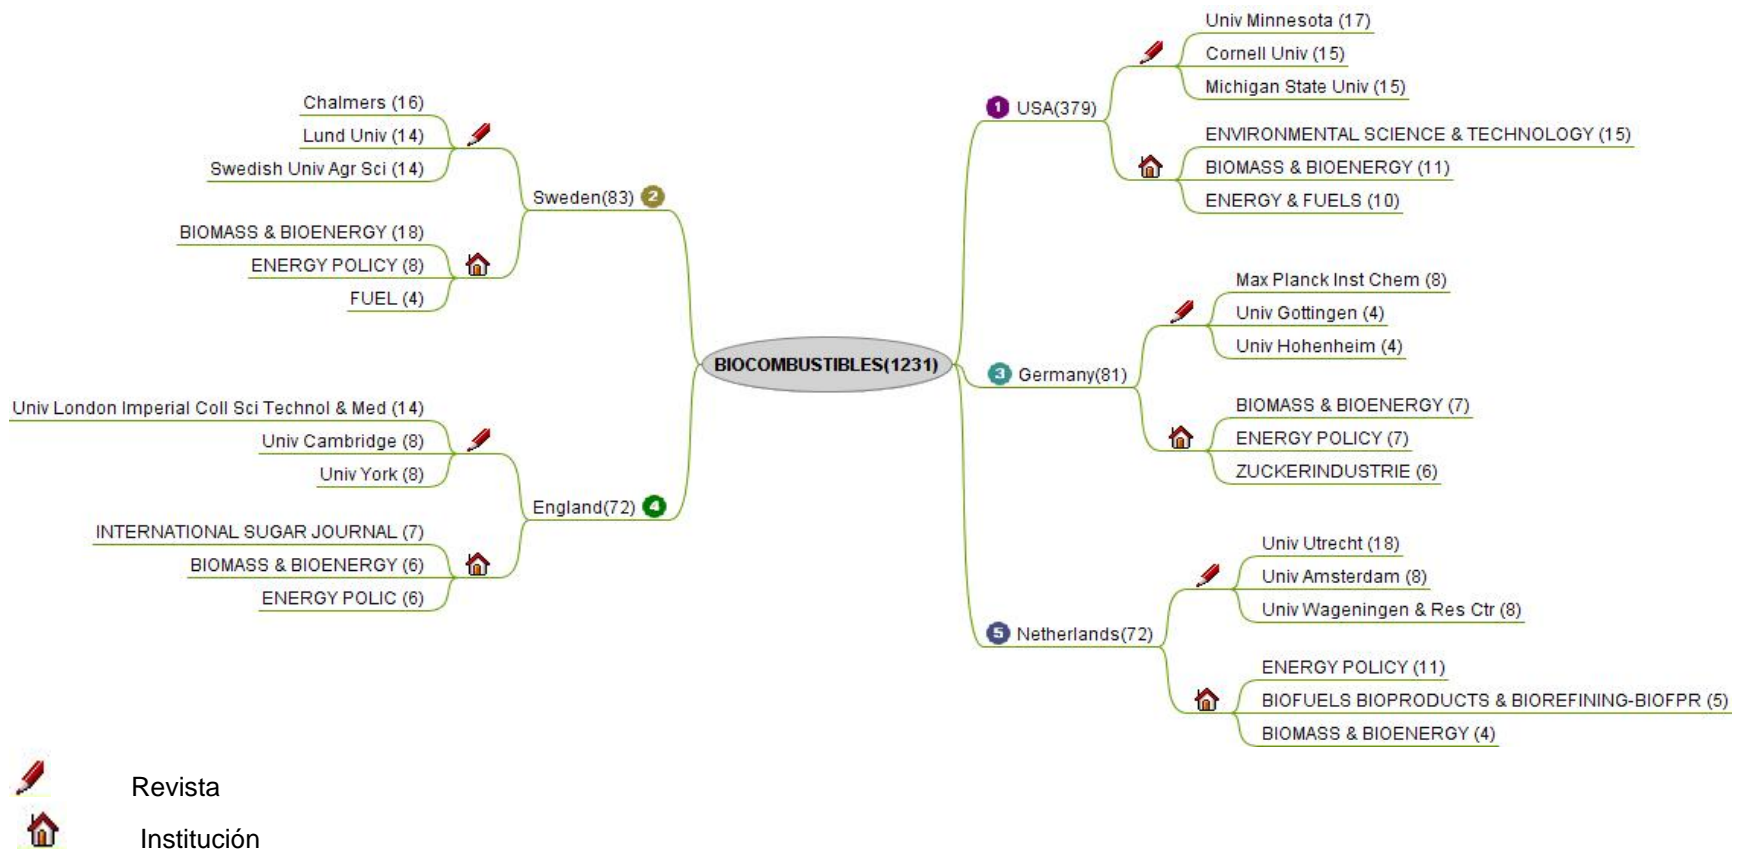 Chalmers (16)
Lund Univ (14)
Swedish Univ Agr Sci (14)
Sweden(83) 2
BIOMASS & BIOENERGY (18)
ENERGY POLICY (8)
FUEL (4)
Univ London Imperial Coll Sci Technol & Med (14)
Univ Cambridge (8)
Univ York (8)
England(72) 4
INTERNATIONAL SUGAR JOURNAL (7)
BIOMASS & BIOENERGY (6)
ENERGY POLIC (6)
BIOCOMBUSTIBLES(1231)
Univ Minnesota (17)
Cornell Univ (15)
Michigan State Univ (15)
1 USA(379)
ENVIRONMENTAL SCIENCE & TECHNOLOGY (15)
BIOMASS & BIOENERGY (11)
ENERGY & FUELS (10)
Max Planck Inst Chem (8)
Univ Gottingen (4)
Univ Hohenheim (4)
3 Germany(81)
BIOMASS & BIOENERGY (7)
ENERGY POLICY (7)
ZUCKERINDUSTRIE (6)
Univ Utrecht (18)
Univ Amsterdam (8)
Univ Wageningen & Res Ctr (8)
5 Netherlands(72)
ENERGY POLICY (11)
BIOFUELS BIOPRODUCTS & BIOREFINING-BIOFPR (5)
BIOMASS & BIOENERGY (4)
Revista
Institución